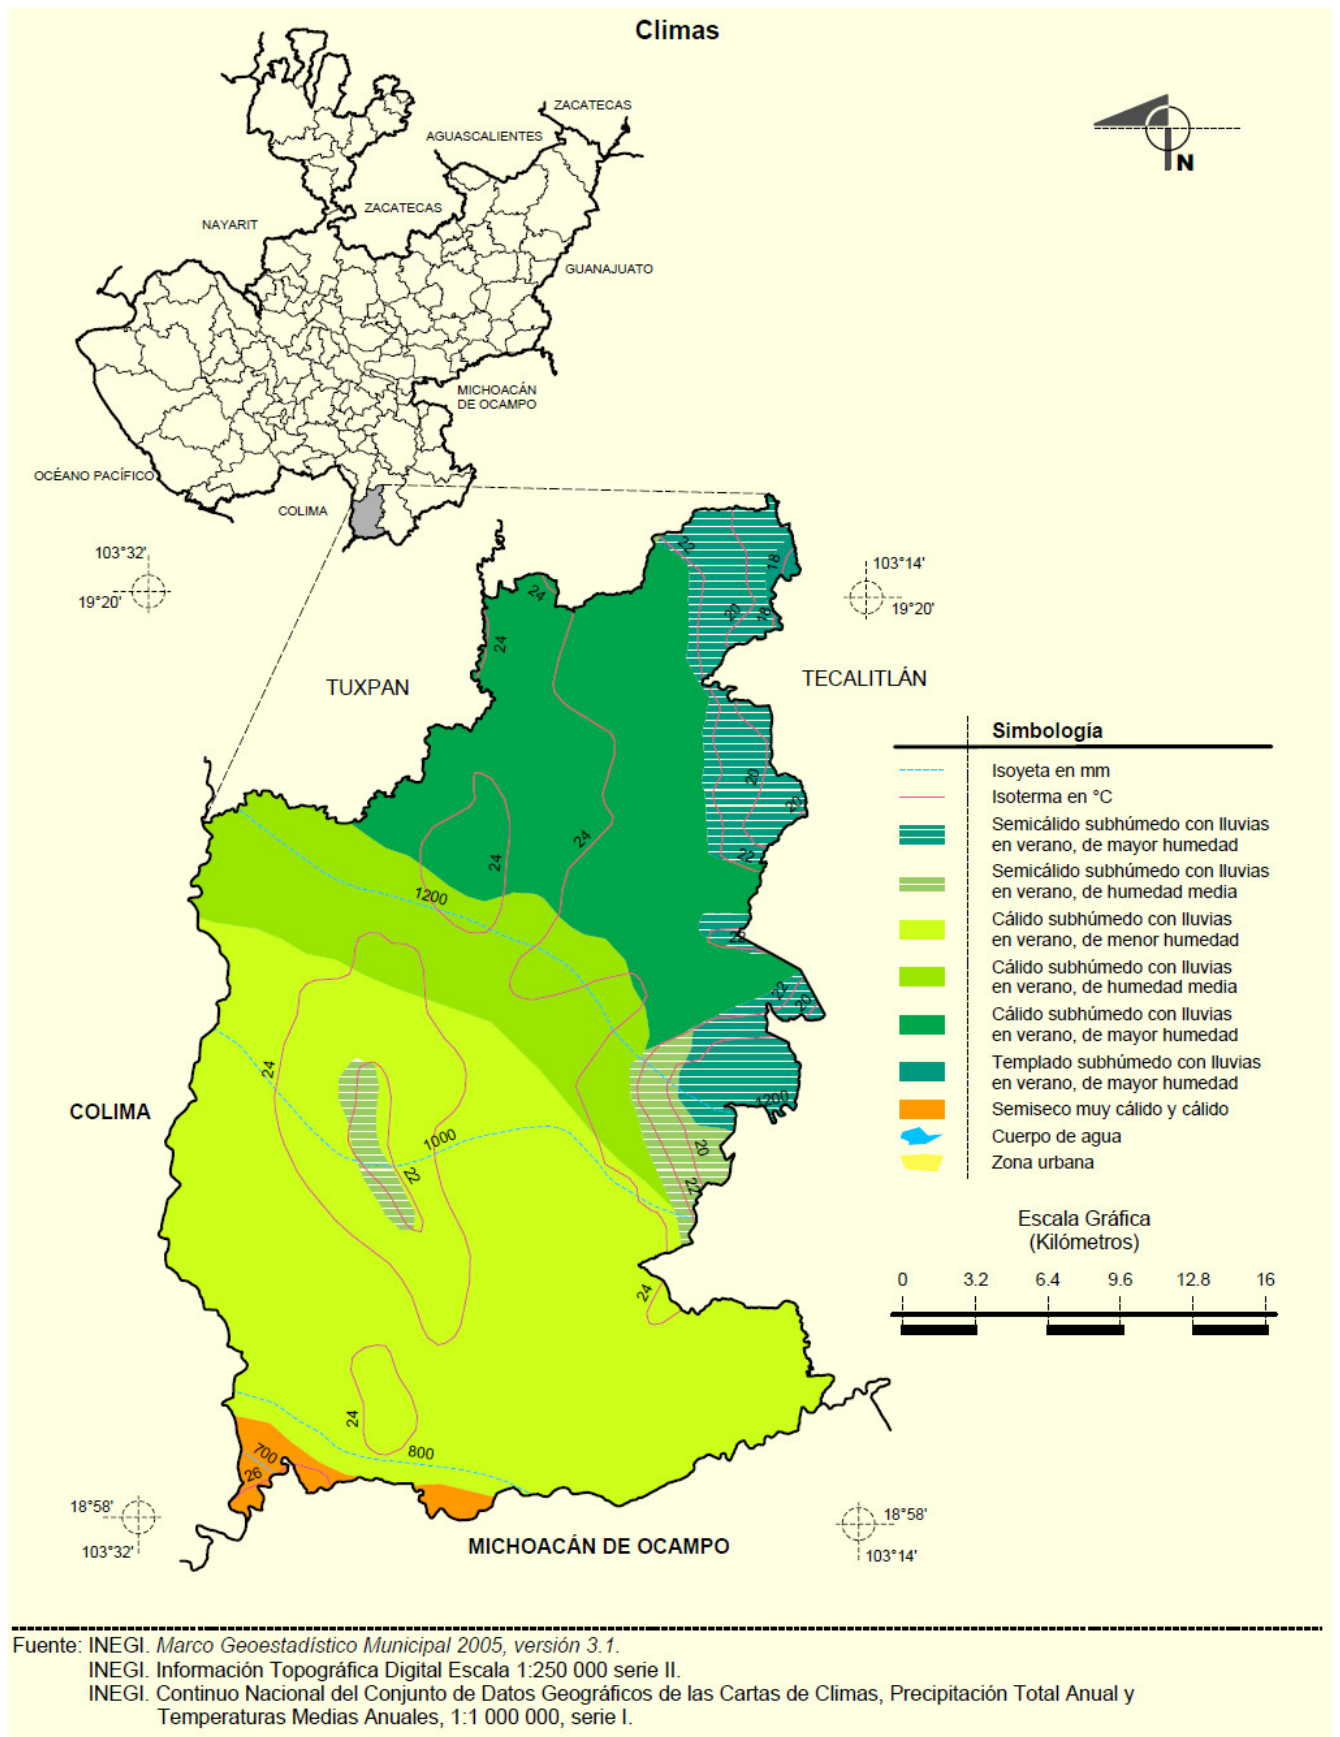 Climas
ZACATECAS
AGUASCALIENTES
N
ZACATECAS
NAYARIT
GUANAJUATO
MICHOACÁN
DE OCAMPO
OCÉANO PACÍFICO
COLIMA
103°32'
19°20'
103°14'
19°20'
22
18
24
20
18
24
TUXPAN
TECALITLÁN
20
20
24
22
24
1200
22
22
20
24
1200
COLIMA
1000
20
22
22
24
24
800
700
26
Simbología
Isoyeta en mm
Isoterma en °C
Semicálido subhúmedo con lluvias
en verano, de mayor humedad
Semicálido subhúmedo con lluvias
en verano, de humedad media
Cálido subhúmedo con lluvias
en verano, de menor humedad
Cálido subhúmedo con lluvias
en verano, de humedad media
Cálido subhúmedo con lluvias
en verano, de mayor humedad
Templado subhúmedo con lluvias
en verano, de mayor humedad
Semiseco muy cálido y cálido
Cuerpo de agua
Zona urbana
Escala Gráfica
(Kilómetros)
0 3.2 6.4 9.6 12.8 16
18°58'
103°32'
18°58'
103°14'
MICHOACÁN DE OCAMPO
Fuente: INEGI. Marco Geoestadístico Municipal 2005, versión 3.1.
INEGI. Información Topográfica Digital Escala 1:250 000 serie II.
INEGI. Continuo Nacional del Conjunto de Datos Geográficos de las Cartas de Climas, Precipitación Total Anual y
Temperaturas Medias Anuales, 1:1 000 000, serie I.